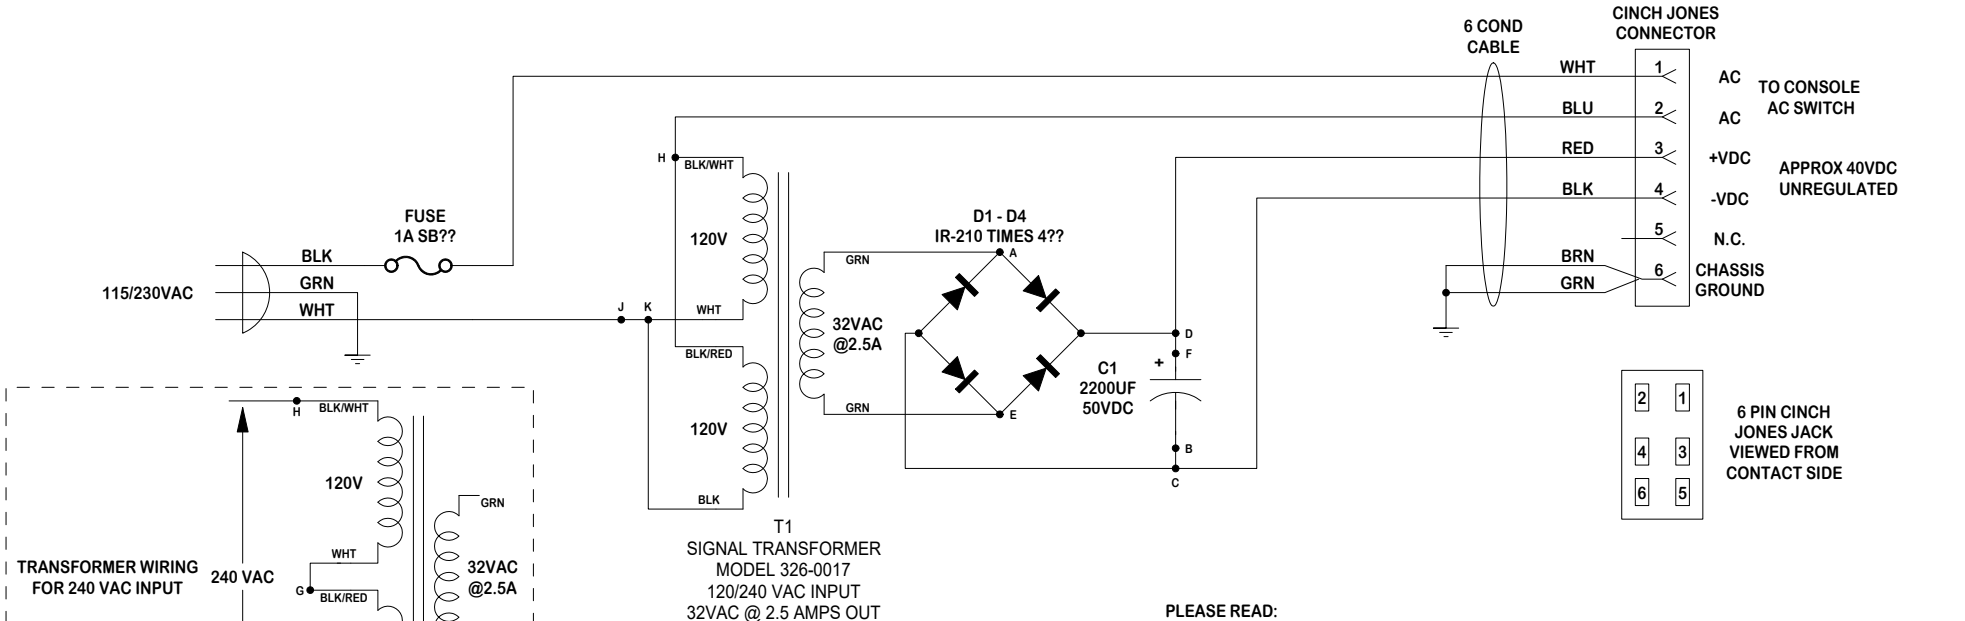 CINCH JONES
CONNECTOR
6 COND
CABLE
WHT
1
AC
TO CONSOLE
AC SWITCH
BLU
2
AC
H
BLK/WHT
RED
3
+VDC
APPROX 40VDC
UNREGULATED
BLK
4
-VDC
FUSE
1A SB??
D1 - D4
IR-210 TIMES 4??
120V
5
N.C.
BLK
GRN
A
BRN
6
CHASSIS
GROUND
GRN
115/230VAC
GRN
WHT
J
K
WHT
32VAC
@2.5A
D
F
BLK/RED
+
C1
2200UF
50VDC
GRN
E
120V
B
C
BLK
2
1
4
3
6
5
6 PIN CINCH
JONES JACK
VIEWED FROM
CONTACT SIDE
H
BLK/WHT
120V
GRN
WHT
TRANSFORMER WIRING
FOR 240 VAC INPUT
240 VAC
G
BLK/RED
32VAC
@2.5A
T1
SIGNAL TRANSFORMER
MODEL 326-0017
120/240 VAC INPUT
32VAC @ 2.5 AMPS OUT
PLEASE READ: